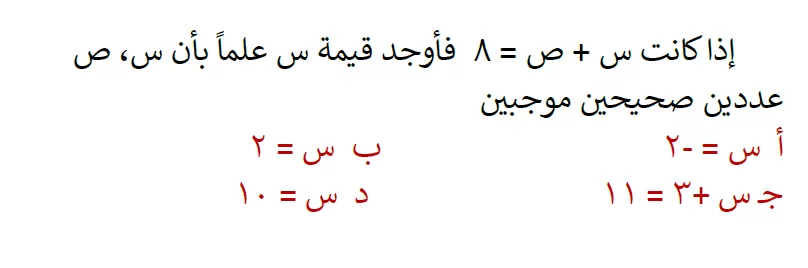 إذا كانت س + ص = ٨ فأوجد قيمة س علماً بأن س، ص
عددين صحيحين موجبين
أ س = -٢ ب س = ٢
جـ س +٣ = ١١ د س = ١٠